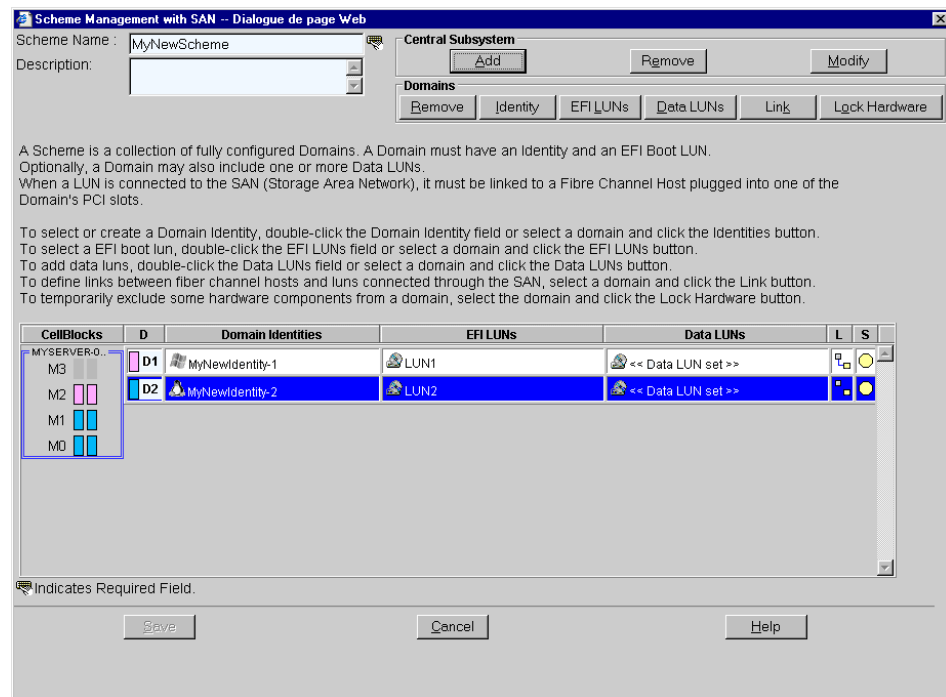 Scheme Management with SAN -- Dialogue de page Web
Scheme Name :
MyNewScheme
Description:
Central Subsystem
Add
Remove
Modify
Domains
Remove
Identity
EFI LUNs
Data LUNs
Link
Lock Hardware
A Scheme is a collection of fully configured Domains. A Domain must have an Identity and an EFI Boot LUN.
Optionally, a Domain may also include one or more Data LUNs.
When a LUN is connected to the SAN (Storage Area Network), it must be linked to a Fibre Channel Host plugged into one of the
Domain's PCI slots.
To select or create a Domain Identity, double-click the Domain Identity field or select a domain and click the Identities button.
To select a EFI boot lun, double-click the EFI LUNs field or select a domain and click the EFI LUNs button.
To add data luns, double-click the Data LUNs field or select a domain and click the Data LUNs button.
To define links between fiber channel hosts and luns connected through the SAN, select a domain and click the Link button.
To temporarily exclude some hardware components from a domain, select the domain and click the Lock Hardware button.
CellBlocks D Domain Identities EFI LUNs Data LUNs L S
MYSERVER-0..
M3
M2
M1
M0
D1 MyNewIdentity-1 LUN1 << Data LUN set >>
D2 MyNewIdentity-2 LUN2 << Data LUN set >>
Indicates Required Field.
Save
Cancel
Help